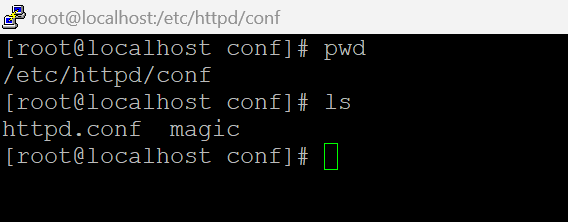 root@localhost:/etc/httpd/conf
[root@localhost conf]# pwd
/etc/httpd/conf
[root@localhost conf]# ls
httpd.conf  magic
[root@localhost conf]#